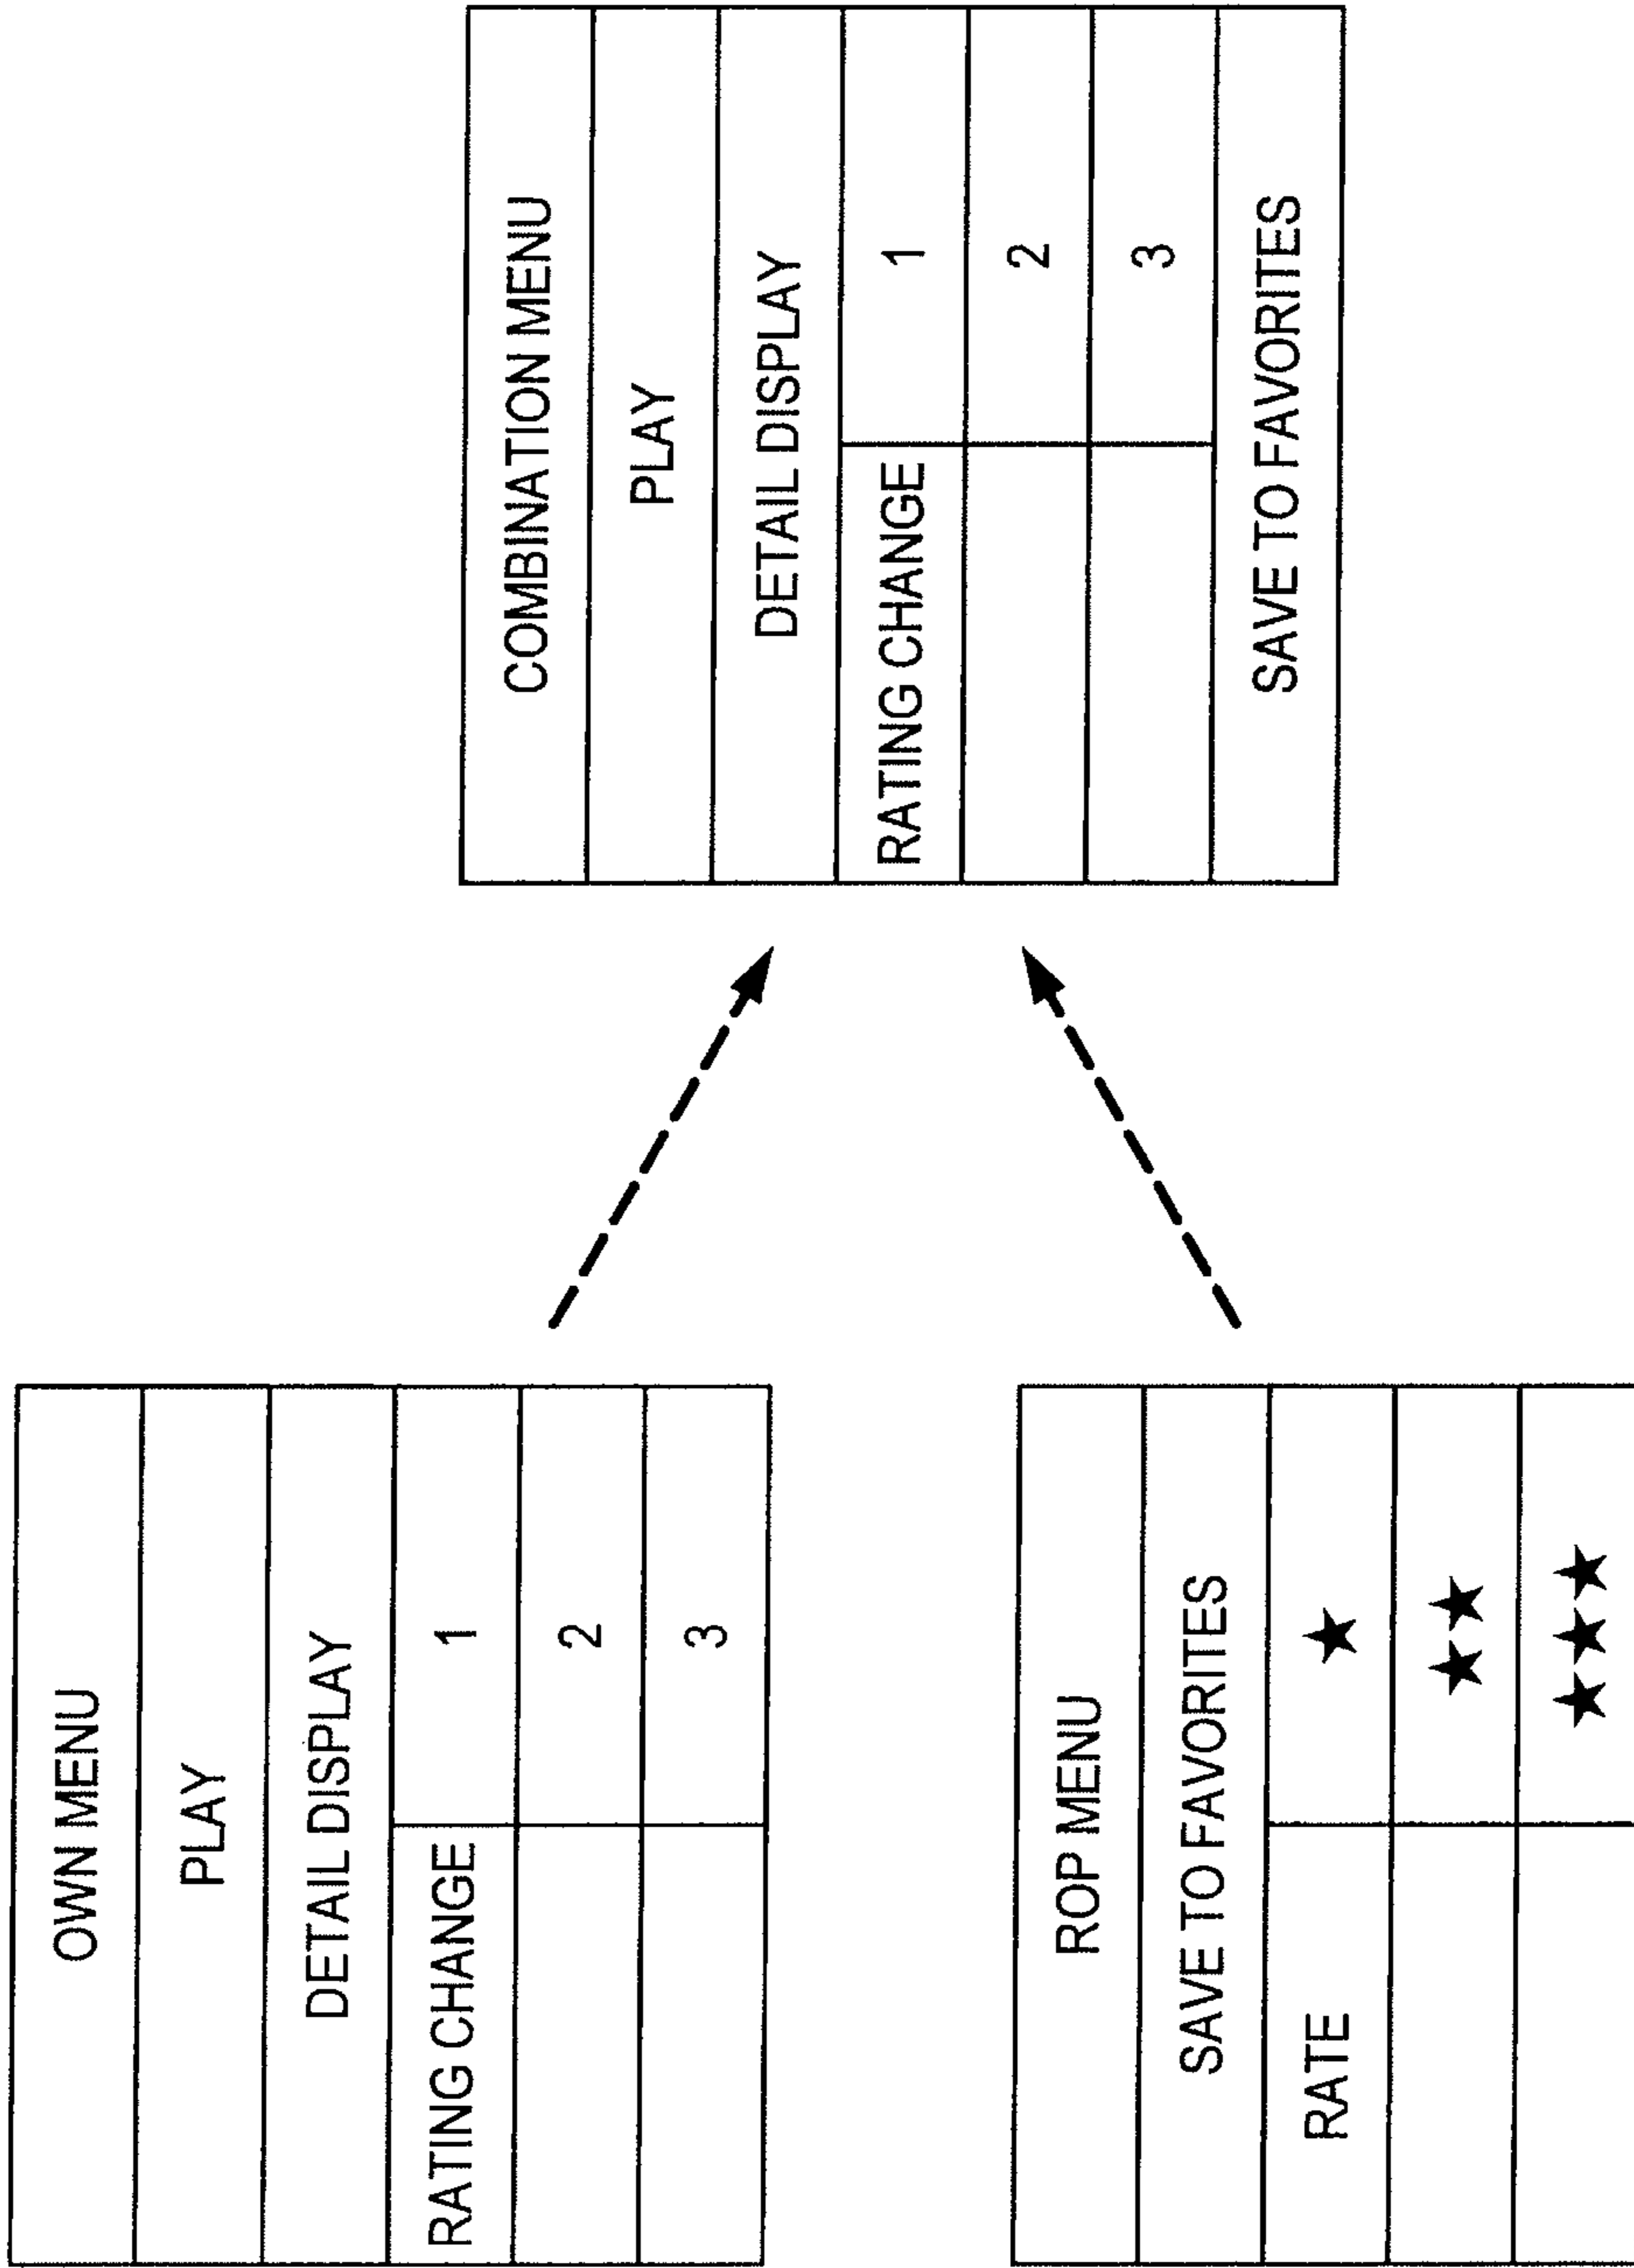 OWN MENU
PLAY
DETAIL DISPLAY
RATING CHANGE 1
2
3
ROP MENU
SAVE TO FAVORITES
RATE ★
★★
★★★
COMBINATION MENU
PLAY
DETAIL DISPLAY
RATING CHANGE 1
2
3
SAVE TO FAVORITES